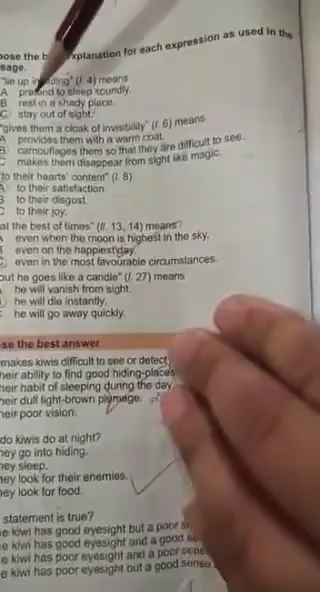 ose the b explanation for each expression as used in the
sage.
"lie up in hiding" (l. 4) means
A pretend to sleep soundly.
B rest in a shady place.
C stay out of sight.
"gives them a cloak of invisibility" (l. 6) means
A provides them with a warm coat.
B camouflages them so that they are difficult to see.
C makes them disappear from sight like magic.
"to their hearts' content" (l. 8)
A to their satisfaction
B to their disgust.
C to their joy.
at the best of times" (ll. 13, 14) means
even when the moon is highest in the sky.
even on the happiest day.
even in the most favourable circumstances.
out he goes like a candle" (l. 27) means
he will vanish from sight.
he will die instantly.
he will go away quickly.
se the best answer
makes kiwis difficult to see or detect
heir ability to find good hiding-places
heir habit of sleeping during the day
heir dull light-brown plumage.
heir poor vision.
do kiwis do at night?
hey go into hiding.
hey sleep.
hey look for their enemies.
hey look for food.
statement is true?
e kiwi has good eyesight but a poor s
e kiwi has good eyesight and a good s
e kiwi has poor eyesight and a poor sense
e kiwi has poor eyesight but a good sense